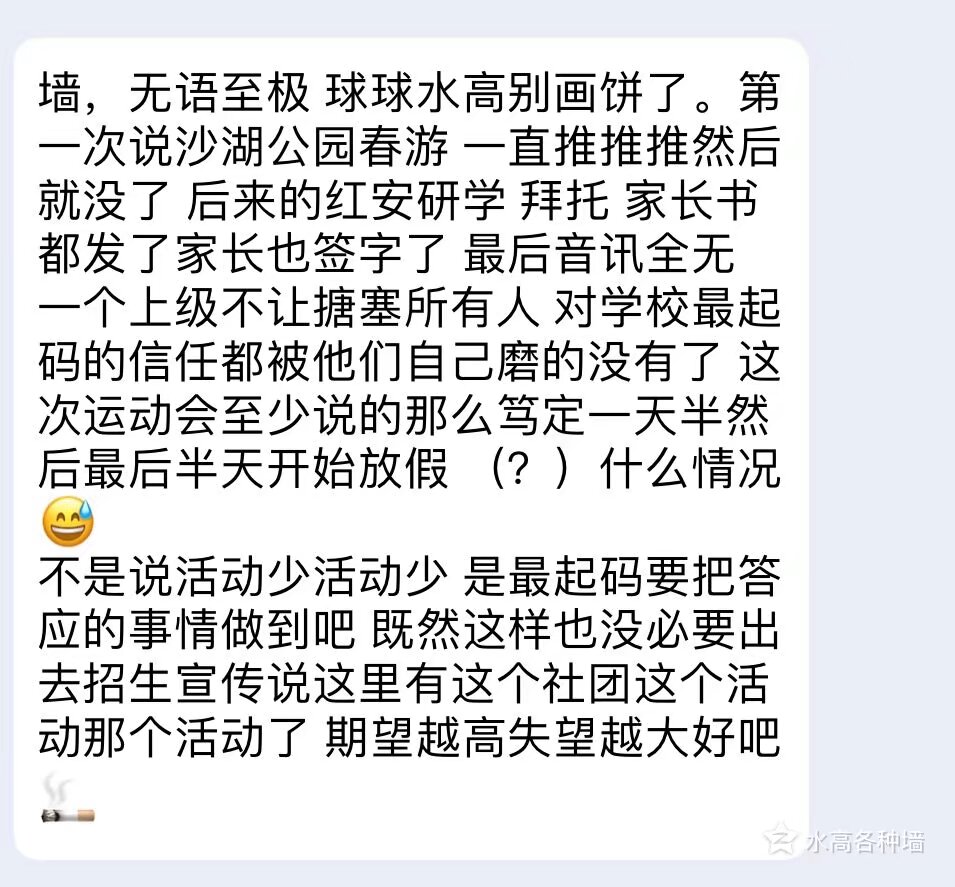 墙，无语至极 球球水高别画饼了。第
一次说沙湖公园春游 一直推推推然后
就没了 后来的红安研学 拜托 家长书
都发了家长也签字了 最后音讯全无
一个上级不让搪塞所有人 对学校最起
码的信任都被他们自己磨的没有了 这
次运动会至少说的那么笃定一天半然
后最后半天开始放假 （？）什么情况
😅
不是说活动少活动少 是最起码要把答
应的事情做到吧 既然这样也没必要出
去招生宣传说这里有这个社团这个活
动那个活动了 期望越高失望越大好吧
🚬
水高各种墙